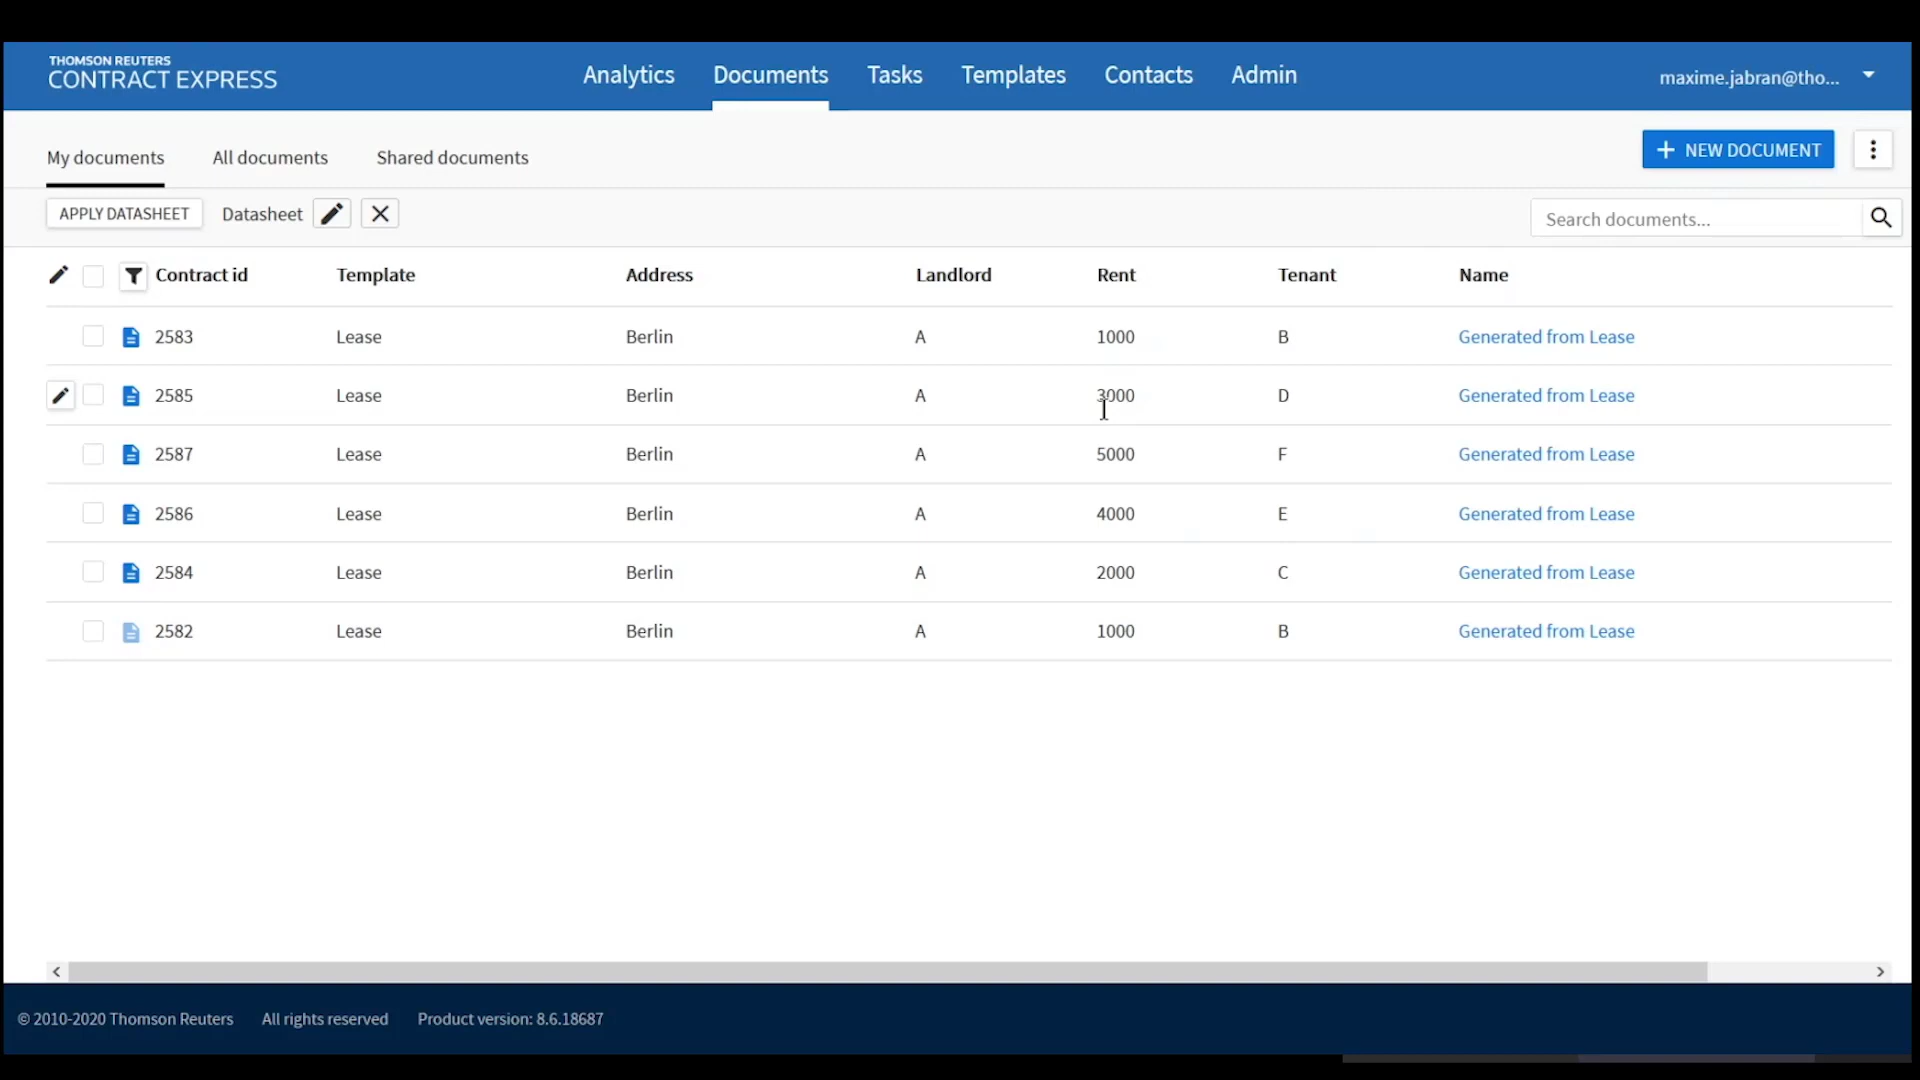 THOMSON REUTERS
CONTRACT EXPRESS
Analytics Documents Tasks Templates Contacts Admin
maxime.jabran@tho...
My documents All documents Shared documents
NEW DOCUMENT
APPLY DATASHEET Datasheet
Search documents...
Contract id Template Address Landlord Rent Tenant Name
2583 Lease Berlin A 1000 B Generated from Lease
2585 Lease Berlin A 3000 D Generated from Lease
2587 Lease Berlin A 5000 F Generated from Lease
2586 Lease Berlin A 4000 E Generated from Lease
2584 Lease Berlin A 2000 C Generated from Lease
2582 Lease Berlin A 1000 B Generated from Lease
© 2010-2020 Thomson Reuters All rights reserved Product version: 8.6.18687